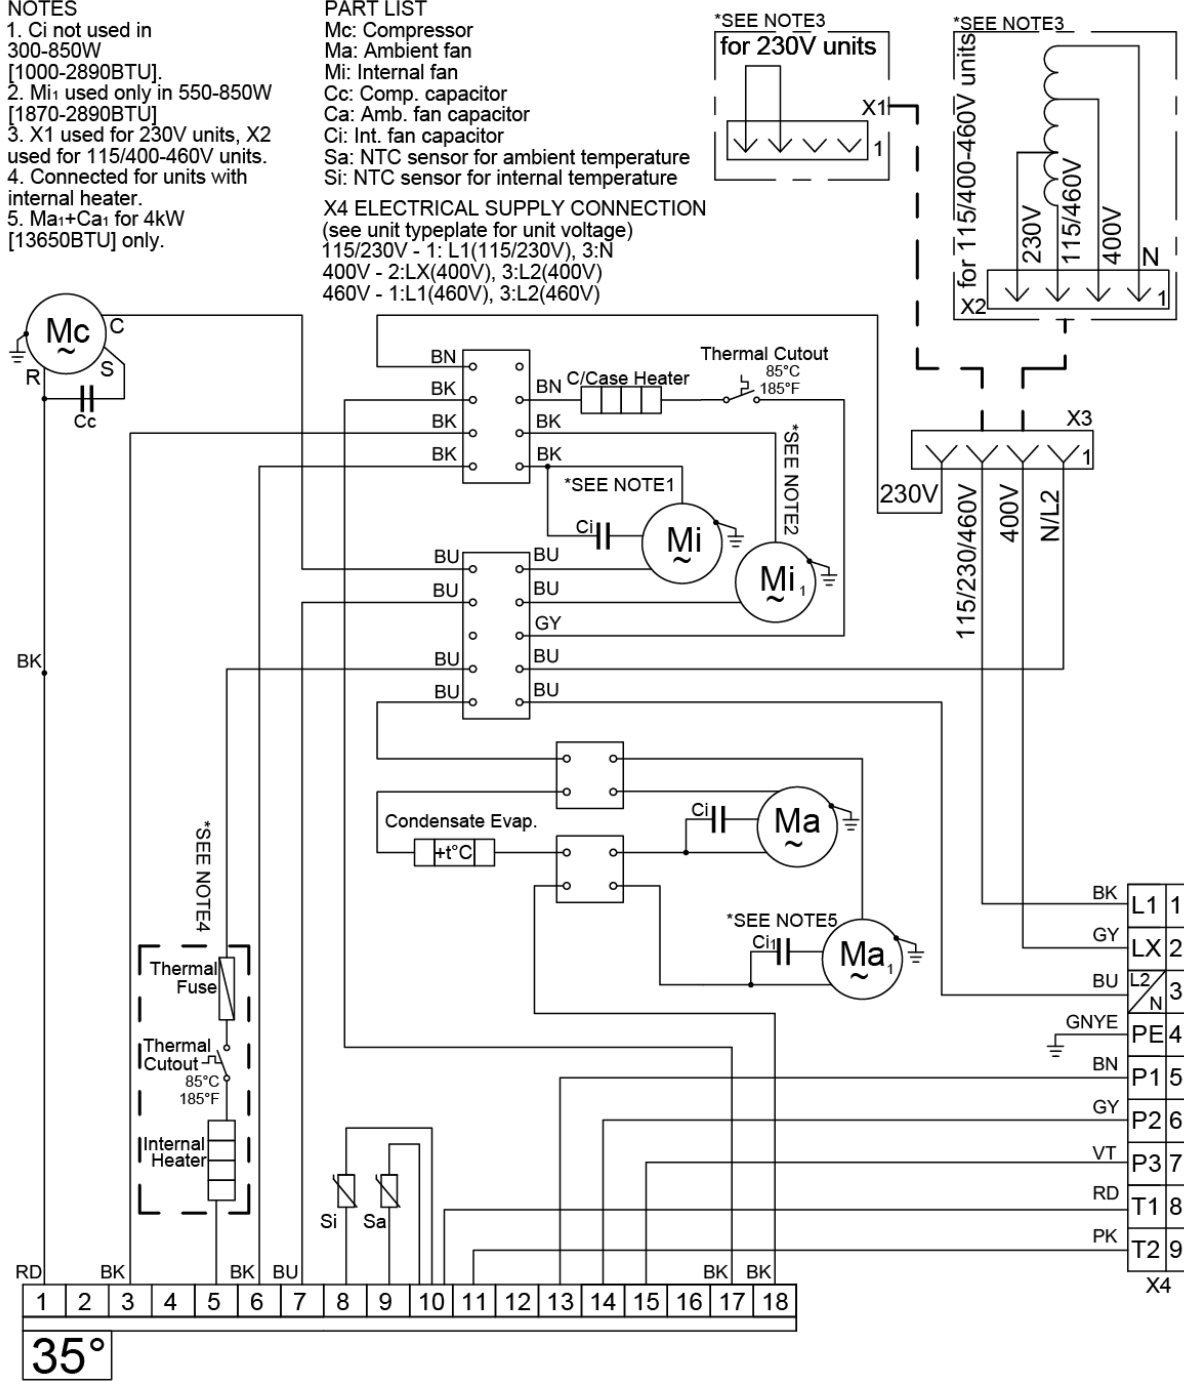 NOTES
1. Ci not used in
300-850W
[1000-2890BTU].
2. Mi1 used only in 550-850W
[1870-2890BTU]
3. X1 used for 230V units, X2
used for 115/400-460V units.
4. Connected for units with
internal heater.
5. Ma1+Ca1 for 4kW
[13650BTU] only.
PART LIST
Mc: Compressor
Ma: Ambient fan
Mi: Internal fan
Cc: Comp. capacitor
Ca: Amb. fan capacitor
Ci: Int. fan capacitor
Sa: NTC sensor for ambient temperature
Si: NTC sensor for internal temperature
X4 ELECTRICAL SUPPLY CONNECTION
(see unit typeplate for unit voltage)
115/230V - 1: L1(115/230V), 3:N
400V - 2:LX(400V), 3:L2(400V)
460V - 1:L1(460V), 3:L2(460V)
*SEE NOTE3
for 230V units
X1
1
*SEE NOTE3
for 115/400-460V units
230V
115/460V
400V
N
X2
1
Mc
~
C
S
R
Cc
BN
BK
BK
BK
BN
C/Case Heater
Thermal Cutout
85°C
185°F
BK
BK
*SEE NOTE1
*SEE NOTE2
Ci
Mi
~
Mi1
~
X3
1
230V
115/230/460V
400V
N/L2
BU
BU
BU
BU
BU
BU
GY
BU
BU
BK
Condensate Evap.
+t°C
Ci
Ma
~
*SEE NOTE5
Ci1
Ma1
~
*SEE NOTE4
Thermal
Fuse
Thermal
Cutout
85°C
185°F
Internal
Heater
Si
Sa
BK L1 1
GY LX 2
BU L2/N 3
GNYE PE 4
BN P1 5
GY P2 6
VT P3 7
RD T1 8
PK T2 9
X4
RD BK BK BU BK BK
1 2 3 4 5 6 7 8 9 10 11 12 13 14 15 16 17 18
35°